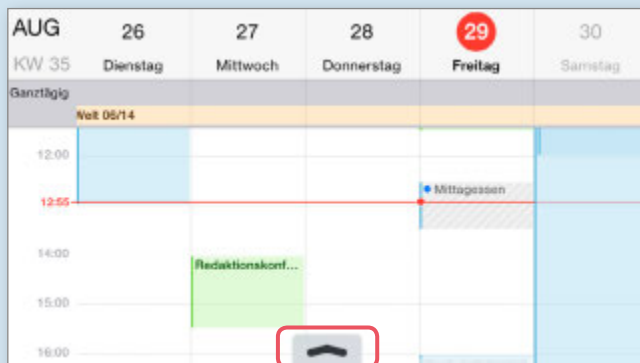 AUG 26 27 28 29 30
KW 35 Dienstag Mittwoch Donnerstag Freitag Samstag
Ganztägig
Welt 06/14
12:00
Mittagessen
12:55
14:00
Redaktionskonf...
15:00
16:00